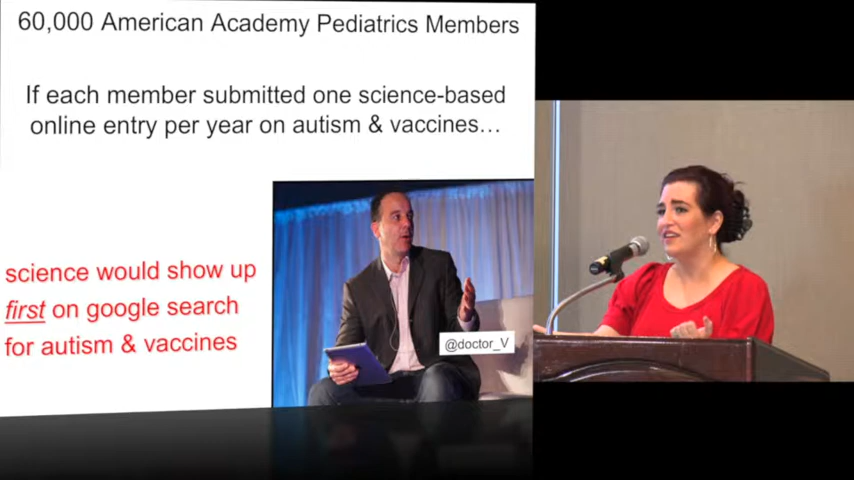 60,000 American Academy Pediatrics Members
If each member submitted one science-based
online entry per year on autism & vaccines…
science would show up
first on google search
for autism & vaccines
@doctor_V